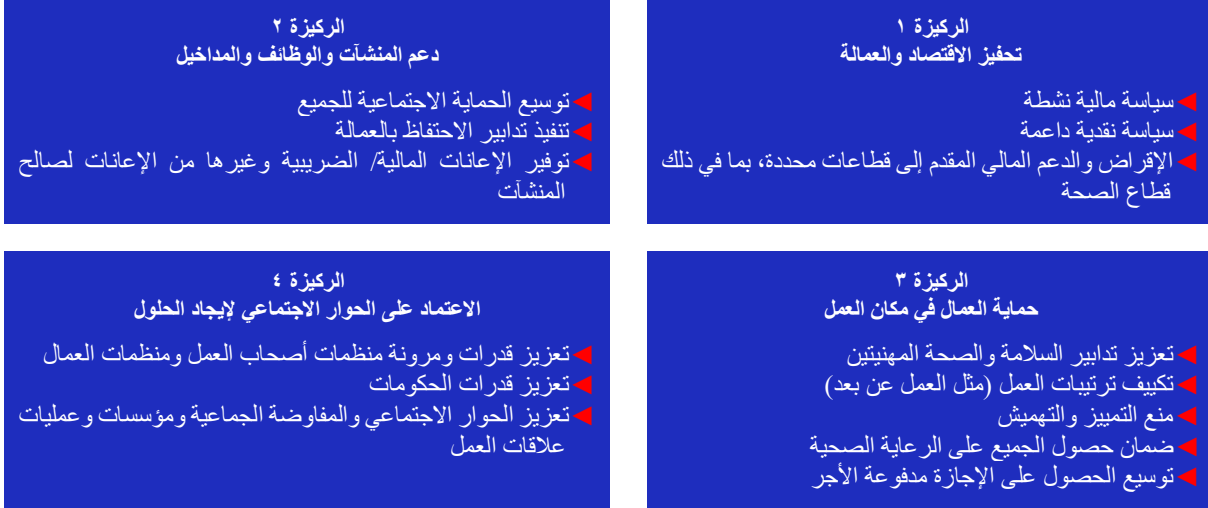 الركيزة ١
تحفيز الاقتصاد والعمالة
سياسة مالية نشطة
سياسة نقدية داعمة
الإقراض والدعم المالي المقدم إلى قطاعات محددة، بما في ذلك
قطاع الصحة
الركيزة ٢
دعم المنشآت والوظائف والمداخيل
توسيع الحماية الاجتماعية للجميع
تنفيذ تدابير الاحتفاظ بالعمالة
توفير الإعانات المالية/ الضريبية وغيرها من الإعانات لصالح
المنشآت
الركيزة ٣
حماية العمال في مكان العمل
تعزيز تدابير السلامة والصحة المهنيتين
تكييف ترتيبات العمل (مثل العمل عن بعد)
منع التمييز والتهميش
ضمان حصول الجميع على الرعاية الصحية
توسيع الحصول على الإجازة مدفوعة الأجر
الركيزة ٤
الاعتماد على الحوار الاجتماعي لإيجاد الحلول
تعزيز قدرات ومرونة منظمات أصحاب العمل ومنظمات العمال
تعزيز قدرات الحكومات
تعزيز الحوار الاجتماعي والمفاوضة الجماعية ومؤسسات وعمليات
علاقات العمل